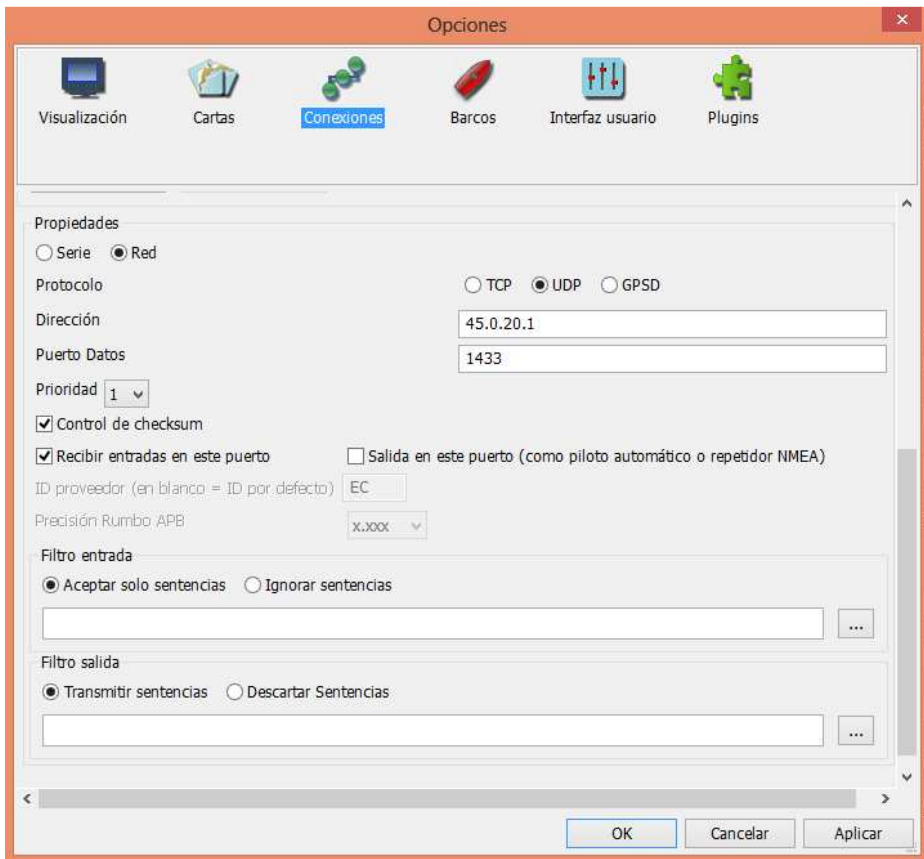 Opciones
Visualización Cartas Conexiones Barcos Interfaz usuario Plugins
Propiedades
Serie Red
Protocolo TCP UDP GPSD
Dirección 45.0.20.1
Puerto Datos 1433
Prioridad 1
Control de checksum
Recibir entradas en este puerto Salida en este puerto (como piloto automático o repetidor NMEA)
ID proveedor (en blanco = ID por defecto) EC
Precisión Rumbo APB x.xxx
Filtro entrada
Aceptar solo sentencias Ignorar sentencias
...
Filtro salida
Transmitir sentencias Descartar Sentencias
...
OK Cancelar Aplicar